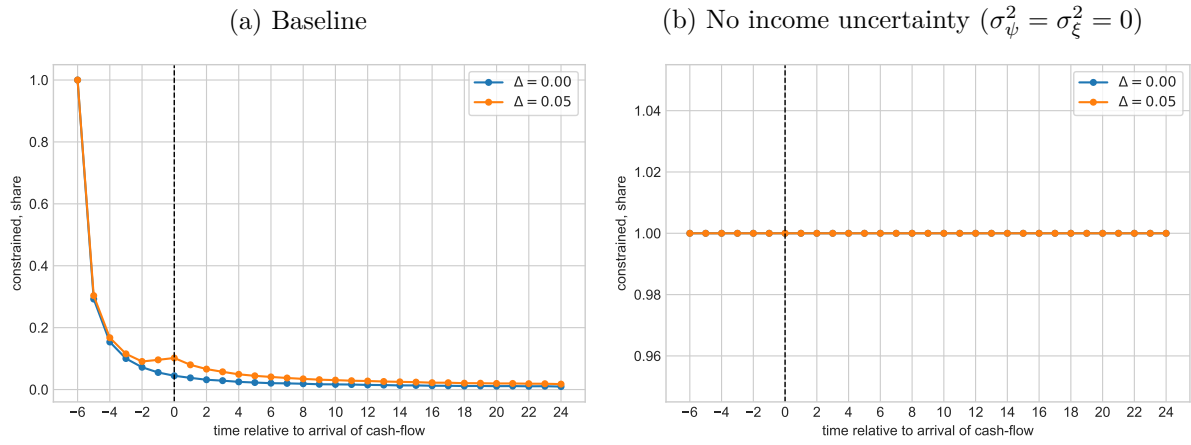 (a) Baseline
Δ = 0.00
Δ = 0.05
constrained, share
1.0
0.8
0.6
0.4
0.2
0.0
−6 −4 −2 0 2 4 6 8 10 12 14 16 18 20 22 24
time relative to arrival of cash-flow
(b) No income uncertainty (σ²_ψ = σ²_ξ = 0)
Δ = 0.00
Δ = 0.05
constrained, share
1.04
1.02
1.00
0.98
0.96
−6 −4 −2 0 2 4 6 8 10 12 14 16 18 20 22 24
time relative to arrival of cash-flow